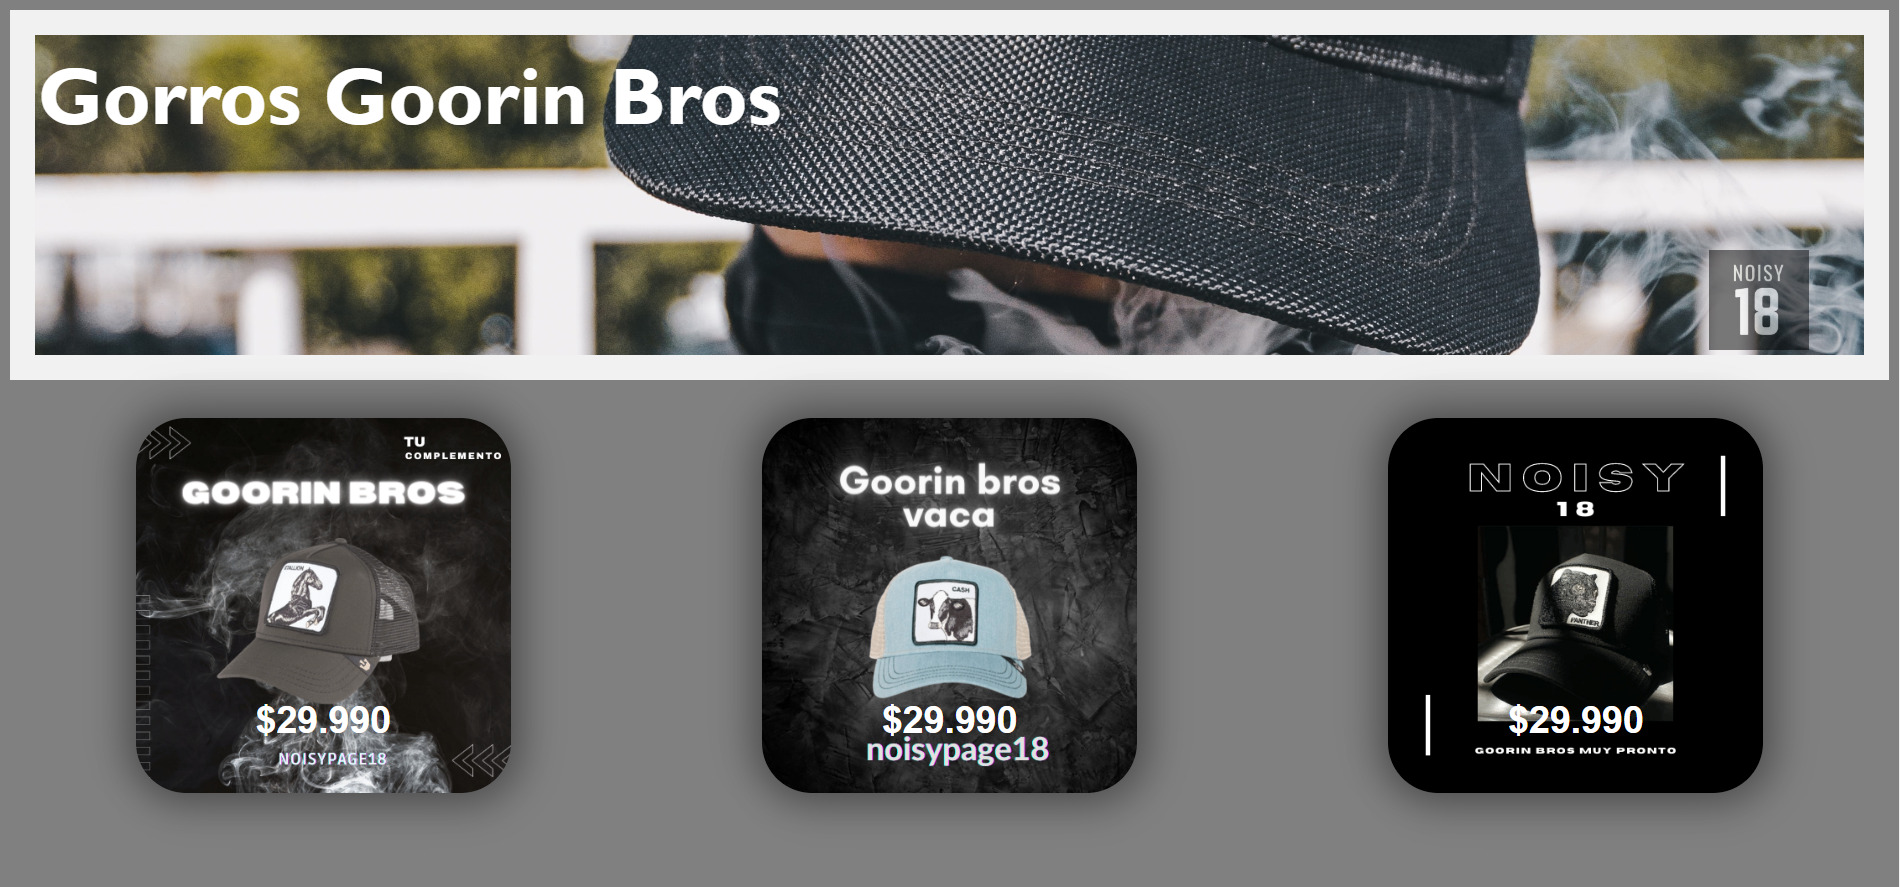 Gorros Goorin Bros
NOISY
18
TU
COMPLEMENTO
GOORIN BROS
STALLION
$29.990
NOISYPAGE18
Goorin bros
vaca
CASH
$29.990
noisypage18
NOISY
18
PANTHER
$29.990
GOORIN BROS MUY PRONTO